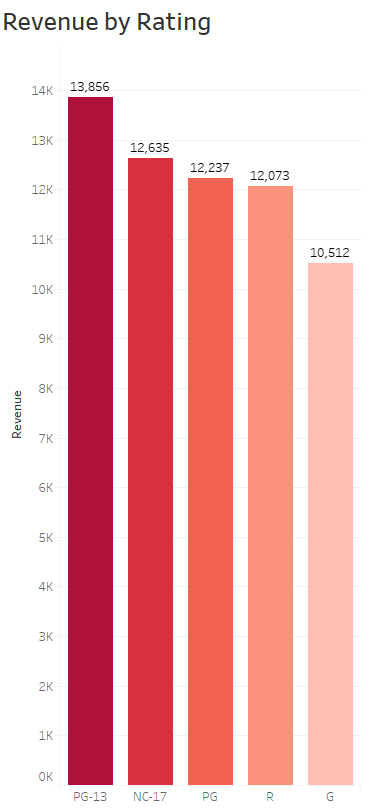 Revenue by Rating
14K
13K
12K
11K
10K
9K
8K
7K
6K
5K
4K
3K
2K
1K
0K
Revenue
13,856
12,635
12,237
12,073
10,512
PG-13
NC-17
PG
R
G